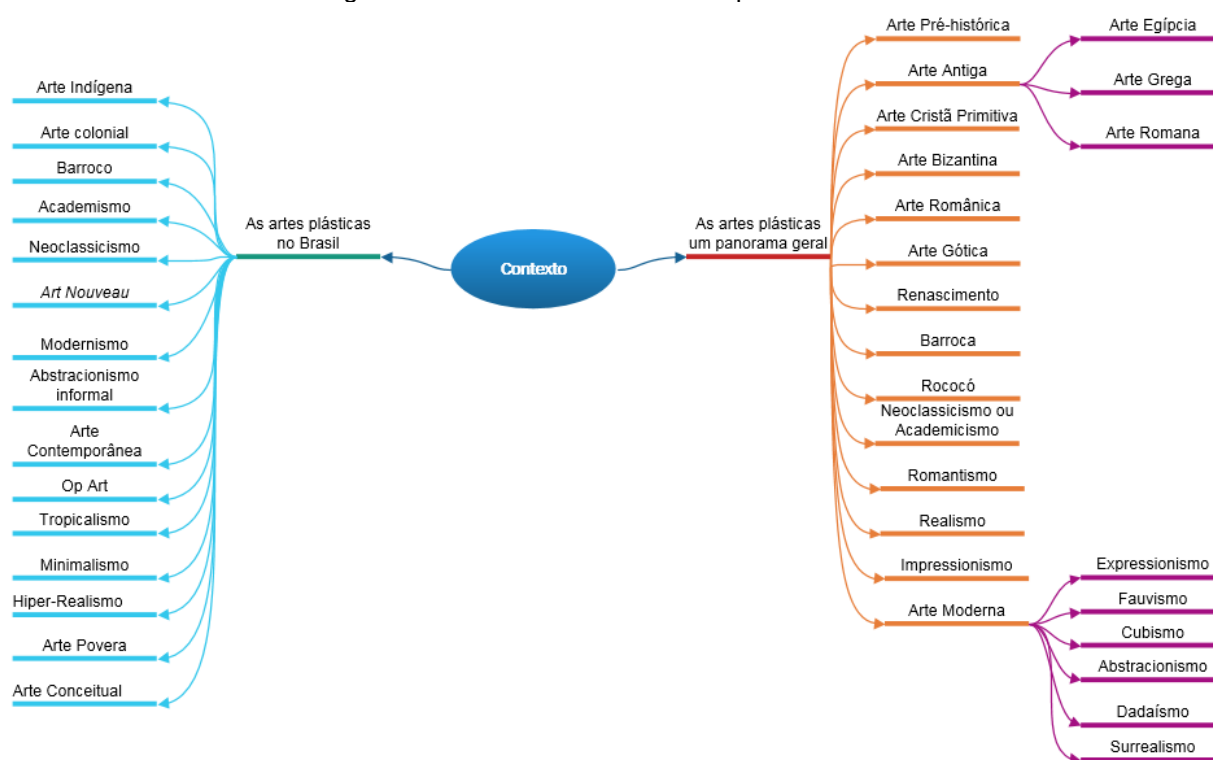 Arte Indígena
Arte colonial
Barroco
Academismo
Neoclassicismo
Art Nouveau
Modernismo
Abstracionismo
informal
Arte
Contemporânea
Op Art
Tropicalismo
Minimalismo
Hiper-Realismo
Arte Povera
Arte Conceitual
As artes plásticas
no Brasil
Contexto
As artes plásticas
um panorama geral
Arte Pré-histórica
Arte Antiga
Arte Cristã Primitiva
Arte Bizantina
Arte Românica
Arte Gótica
Renascimento
Barroca
Rococó
Neoclassicismo ou
Academicismo
Romantismo
Realismo
Impressionismo
Arte Moderna
Arte Egípcia
Arte Grega
Arte Romana
Expressionismo
Fauvismo
Cubismo
Abstracionismo
Dadaísmo
Surrealismo